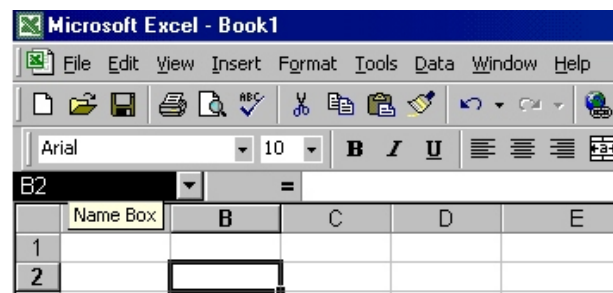 Microsoft Excel - Book1
File Edit View Insert Format Tools Data Window Help
ABC
Arial 10 B I U a
B2 =
Name Box B C D E
1
2